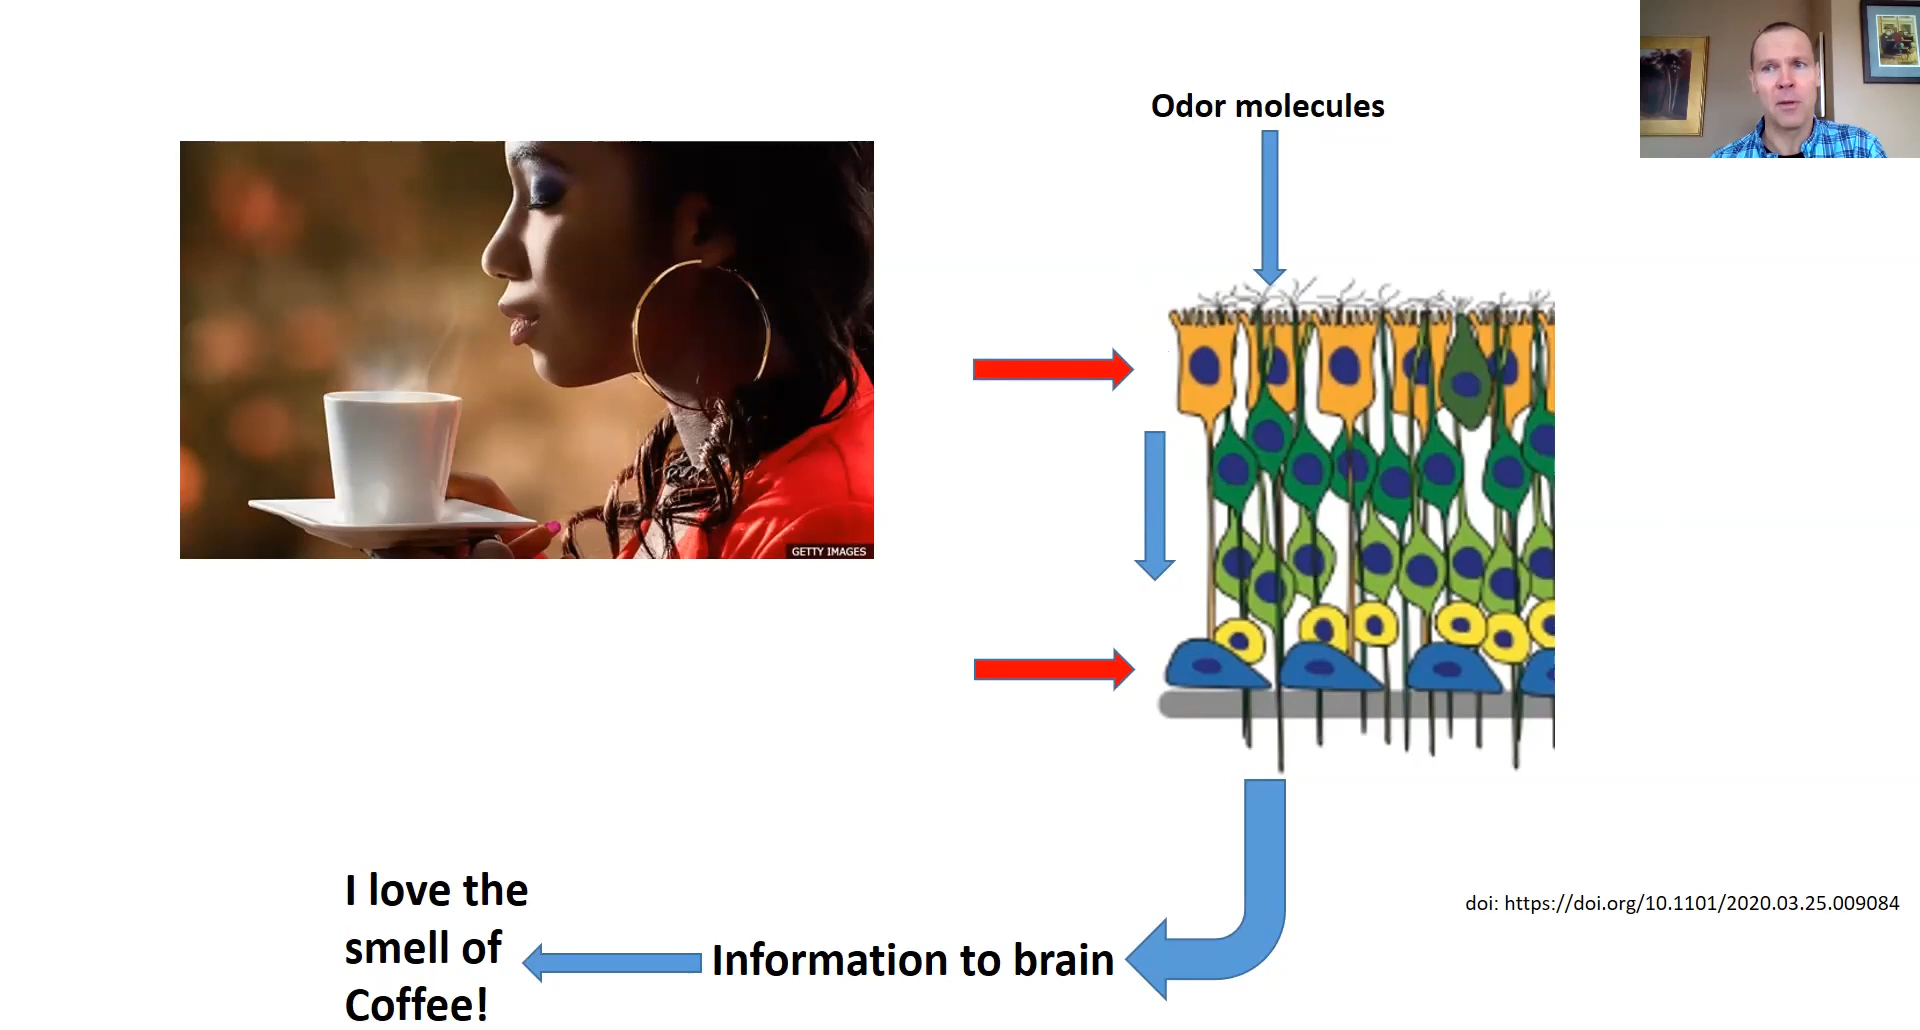 Odor molecules
GETTY IMAGES
I love the
smell of
Coffee!
Information to brain
doi: https://doi.org/10.1101/2020.03.25.009084